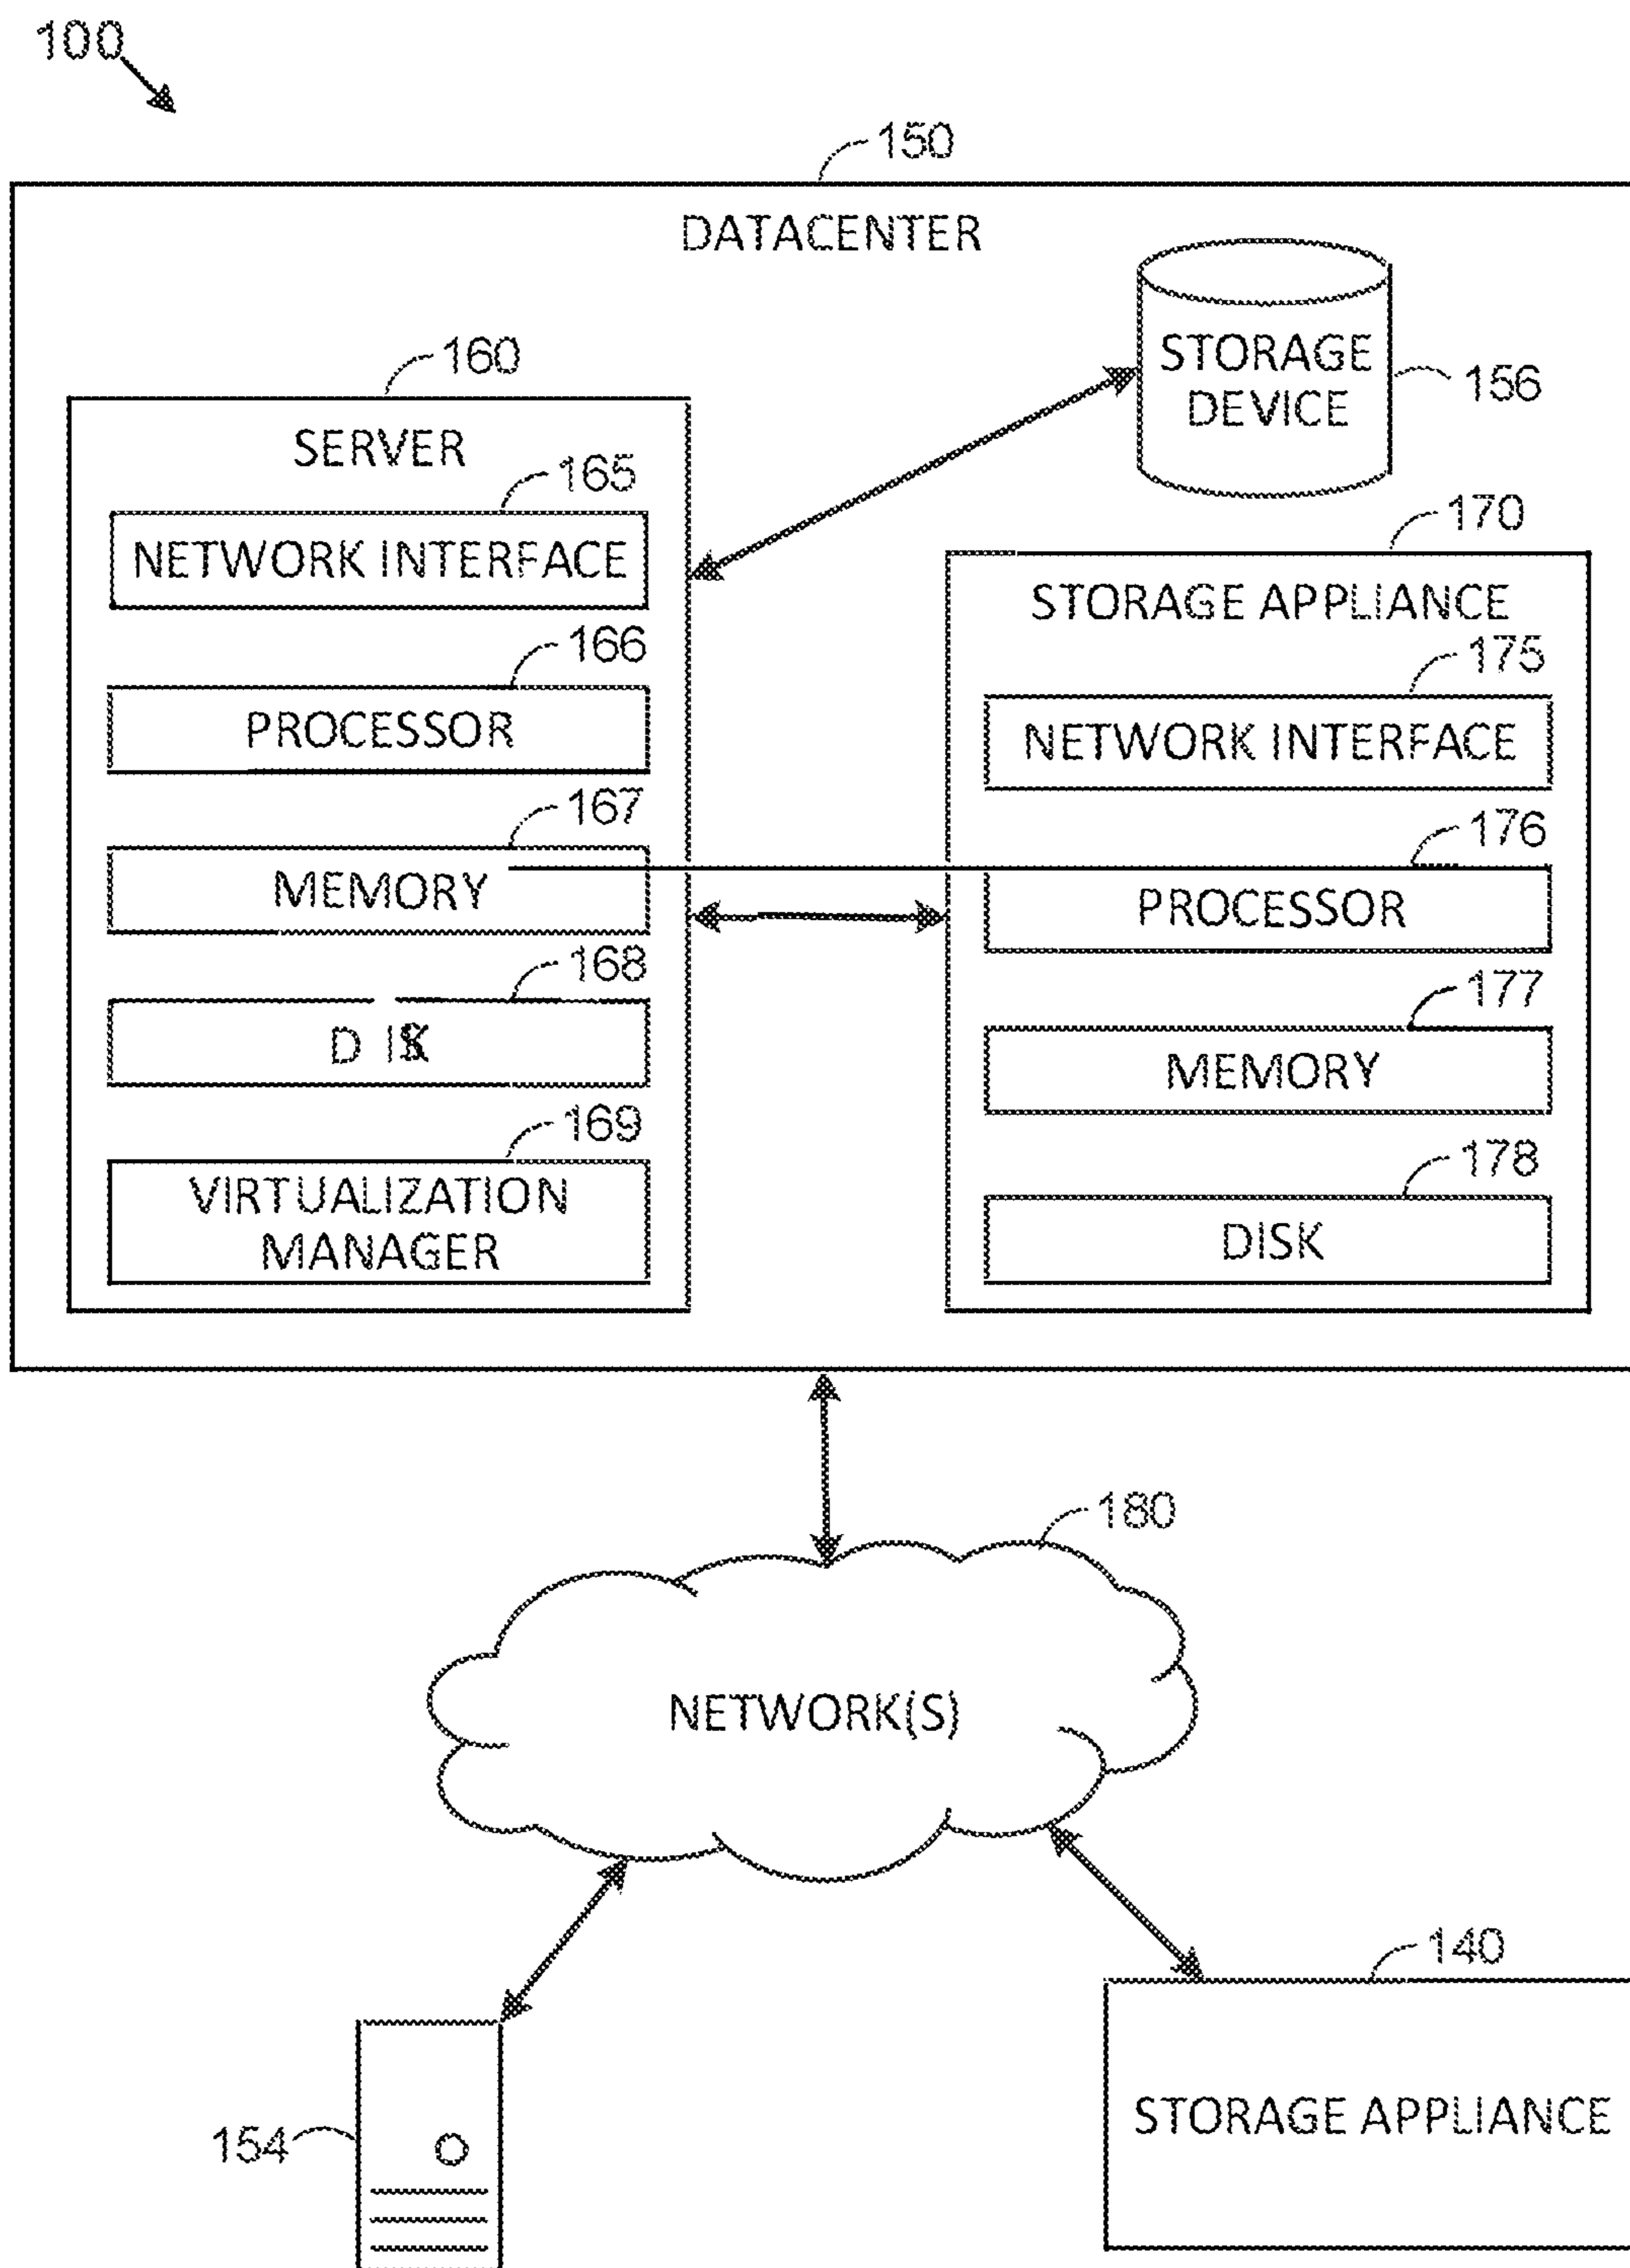 100
150
DATACENTER
STORAGE
DEVICE
156
160
SERVER
165
NETWORK INTERFACE
166
PROCESSOR
167
MEMORY
168
DISK
169
VIRTUALIZATION
MANAGER
170
STORAGE APPLIANCE
175
NETWORK INTERFACE
176
PROCESSOR
177
MEMORY
178
DISK
180
NETWORK(S)
154
140
STORAGE APPLIANCE